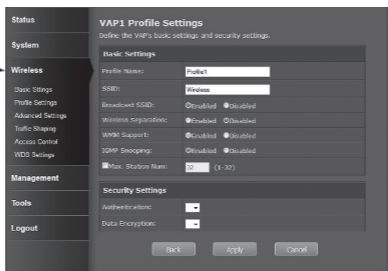 Status
System
Wireless
Basic Sttings
Profile Settings
Advanced Settings
Traffic Shaping
Access Control
WDS Settings
Management
Tools
Logout
VAP1 Profile Settings
Define the VAP's basic settings and security settings.
Basic Settings
Profile Name: Profile1
SSID: Wireless
Broadcast SSID: Enabled Disabled
Wireless Separation: Enabled Disabled
WMM Support: Enabled Disabled
IGMP Snooping: Enabled Disabled
Max. Station Num: 32 (1-32)
Security Settings
Authentication:
Data Encryption:
Back Apply Cancel